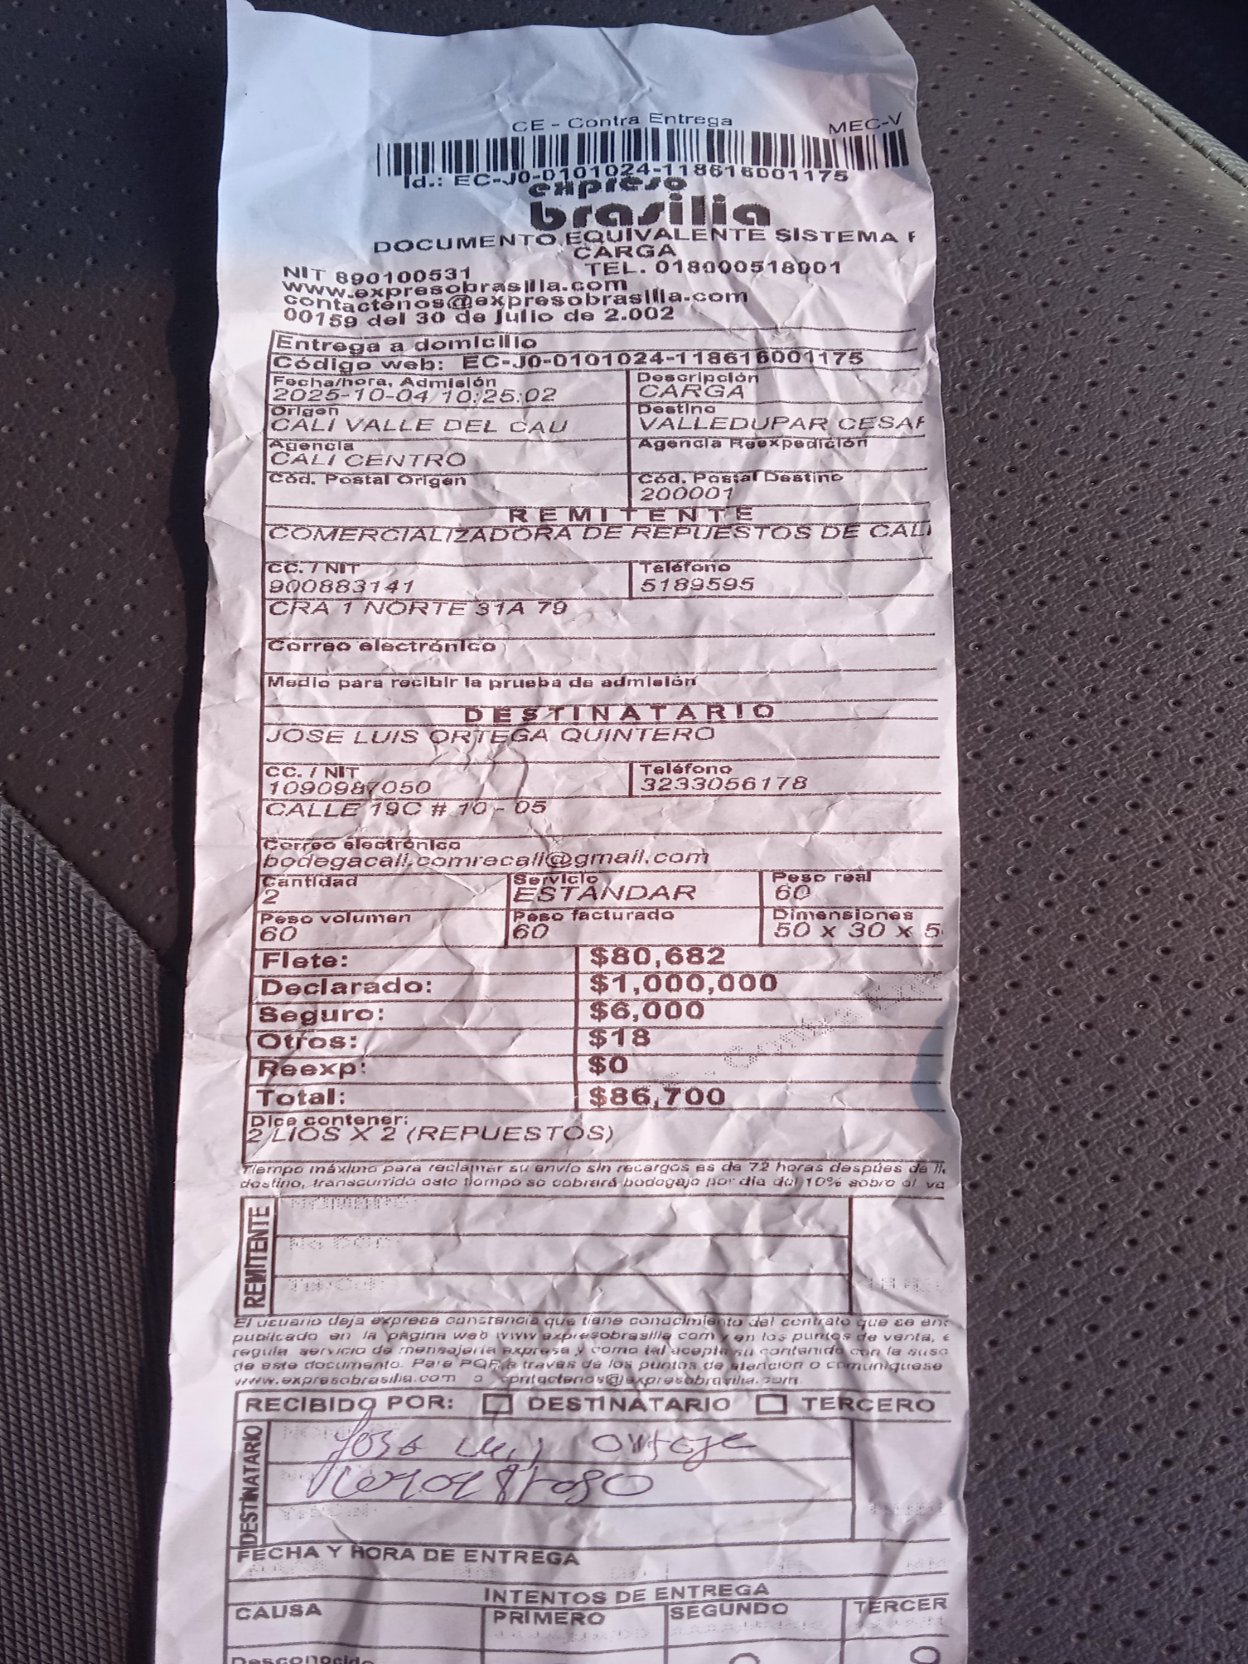 CE - Contra Entrega MEC-V
Id.: EC-J0-0101024-118616001175
expreso
brasilia
DOCUMENTO EQUIVALENTE SISTEMA
CARGA
NIT 890100531 TEL. 018000518001
www.expresobrasilia.com
contactenos@expresobrasilia.com
00159 del 30 de Julio de 2.002
Entrega a domicilio
Código web: EC-J0-0101024-118616001175
Fecha/hora, Admisión Descripción
2025-10-04 10:25:02 CARGA
Origen Destino
CALI VALLE DEL CAU VALLEDUPAR CESAR
Agencia Agencia Reexpedición
CALI CENTRO
Cód. Postal Origen Cód. Postal Destino
200001
REMITENTE
COMERCIALIZADORA DE REPUESTOS DE CALI
CC. / NIT Teléfono
900883141 5189595
CRA 1 NORTE 31A 79
Correo electrónico
Medio para recibir la prueba de admisión
DESTINATARIO
JOSE LUIS ORTEGA QUINTERO
CC. / NIT Teléfono
1090987050 3233056178
CALLE 19C # 10 - 05
Correo electrónico
bodegacali.comrecali@gmail.com
Cantidad Servicio Peso real
2 ESTANDAR 60
Peso volumen Peso facturado Dimensiones
60 60 50 x 30 x 5
Flete: $80,682
Declarado: $1,000,000
Seguro: $6,000
Otros: $18
Reexp: $0
Total: $86,700
Dice contener:
2 LIOS X 2 (REPUESTOS)
Tiempo máximo para reclamar su envío sin recargos es de 72 horas despúes de
destino, transcurrido este tiempo se cobrará bodegaje por día del 10% sobre el va
REMITENTE
El usuario deja expresa constancia que tiene conocimiento del contrato que se enc
publicado en la página web www expresobrasilia com y en los puntos de venta,
regula servicio de mensajería expresa y como tal acepta su contenido con la susc
de este documento. Para PQR a traves de los puntos de atancion o comuniquese
www.expresobrasilia.com o contactenos@expresobrasilia.com
RECIBIDO POR: DESTINATARIO TERCERO
DESTINATARIO
Jose Luis Ortega
1090987050
FECHA Y HORA DE ENTREGA
INTENTOS DE ENTREGA
CAUSA PRIMERO SEGUNDO TERCER
Desconocido